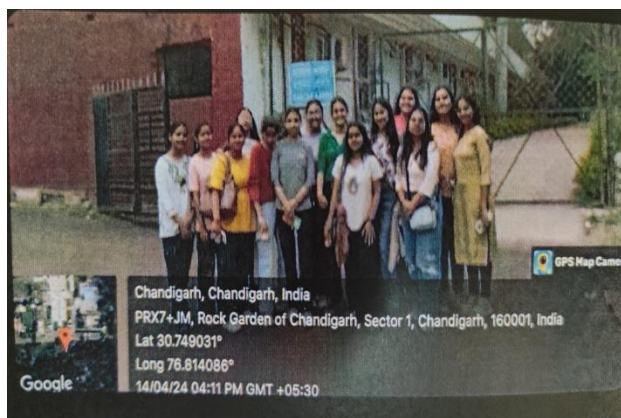 GPS Map Came
Chandigarh, Chandigarh, India
PRX7+JM, Rock Garden of Chandigarh, Sector 1, Chandigarh, 160001, India
Lat 30.749031°
Long 76.814086°
14/04/24 04:11 PM GMT +05:30
Google